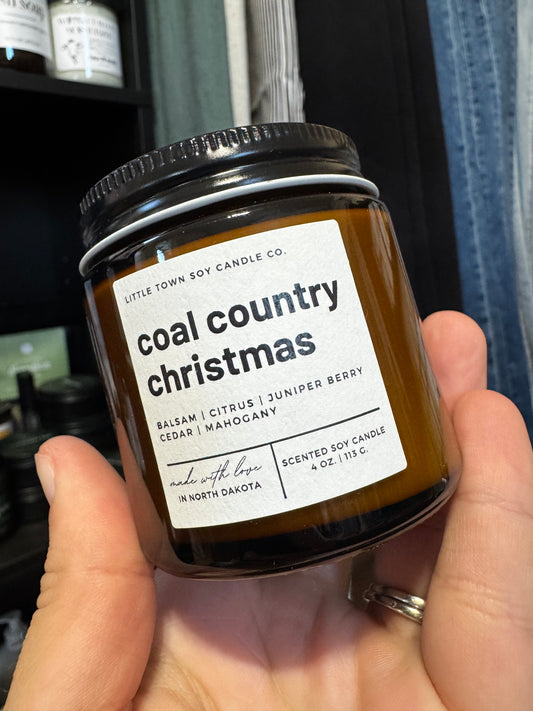 LITTLE TOWN SOY CANDLE CO.
coal country
christmas
BALSAM | CITRUS | JUNIPER BERRY
CEDAR | MAHOGANY
made with love
IN NORTH DAKOTA
SCENTED SOY CANDLE
4 OZ. | 113 G.